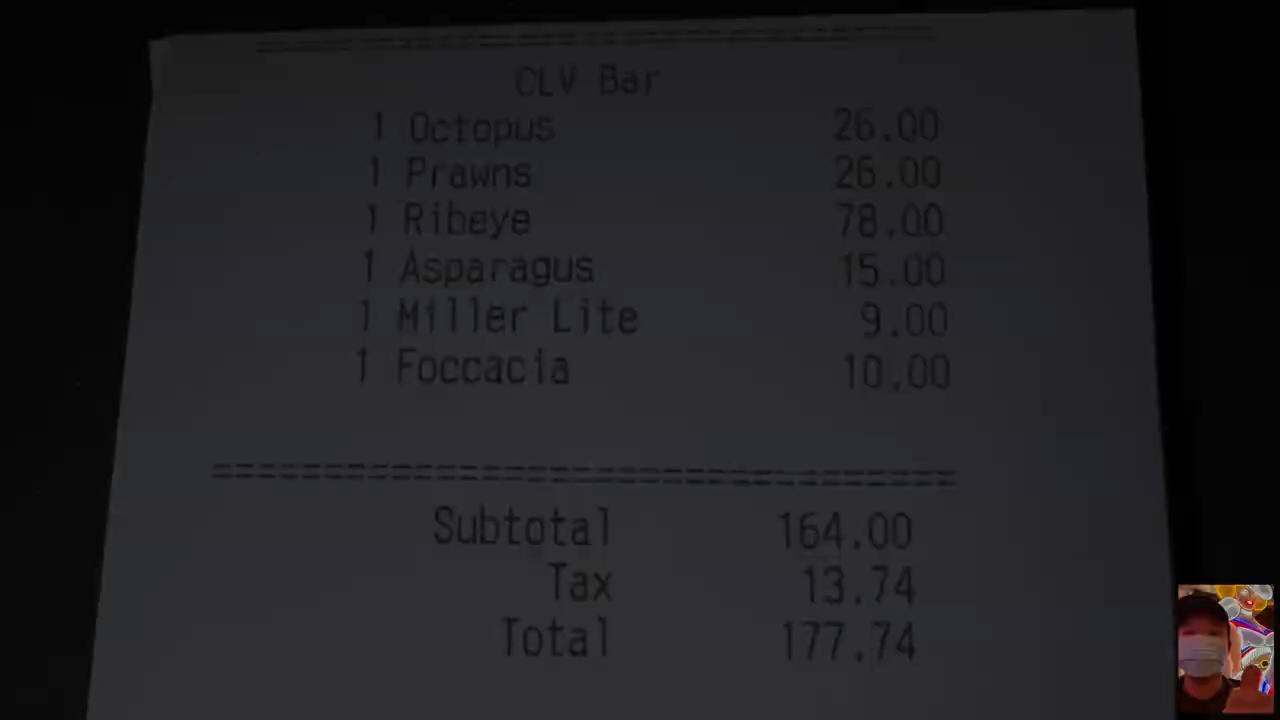 CLV Bar
1 Octopus 26.00
1 Prawns 26.00
1 Ribeye 78.00
1 Asparagus 15.00
1 Miller Lite 9.00
1 Foccacia 10.00
Subtotal 164.00
Tax 13.74
Total 177.74